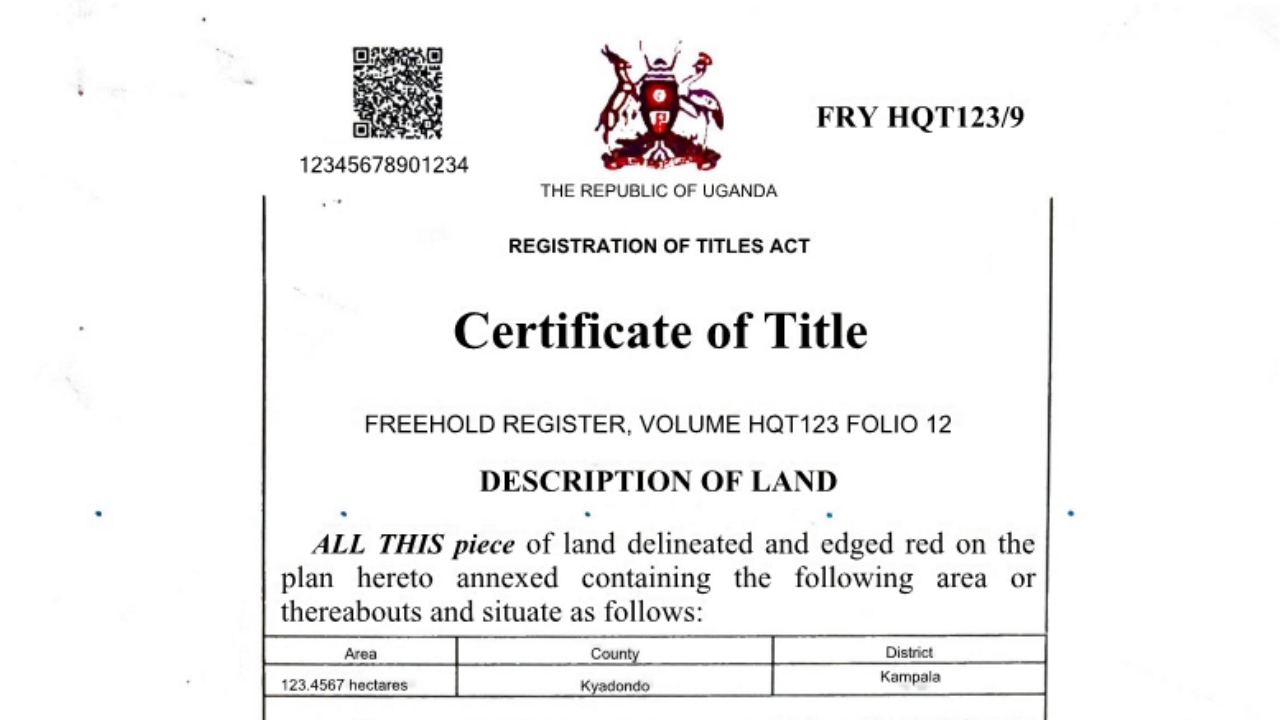 FRY HQT123/9
12345678901234
THE REPUBLIC OF UGANDA
REGISTRATION OF TITLES ACT
Certificate of Title
FREEHOLD REGISTER, VOLUME HQT123 FOLIO 12
DESCRIPTION OF LAND
ALL THIS piece of land delineated and edged red on the
plan hereto annexed containing the following area or
thereabouts and situate as follows:
Area County District
123.4567 hectares Kyadondo Kampala